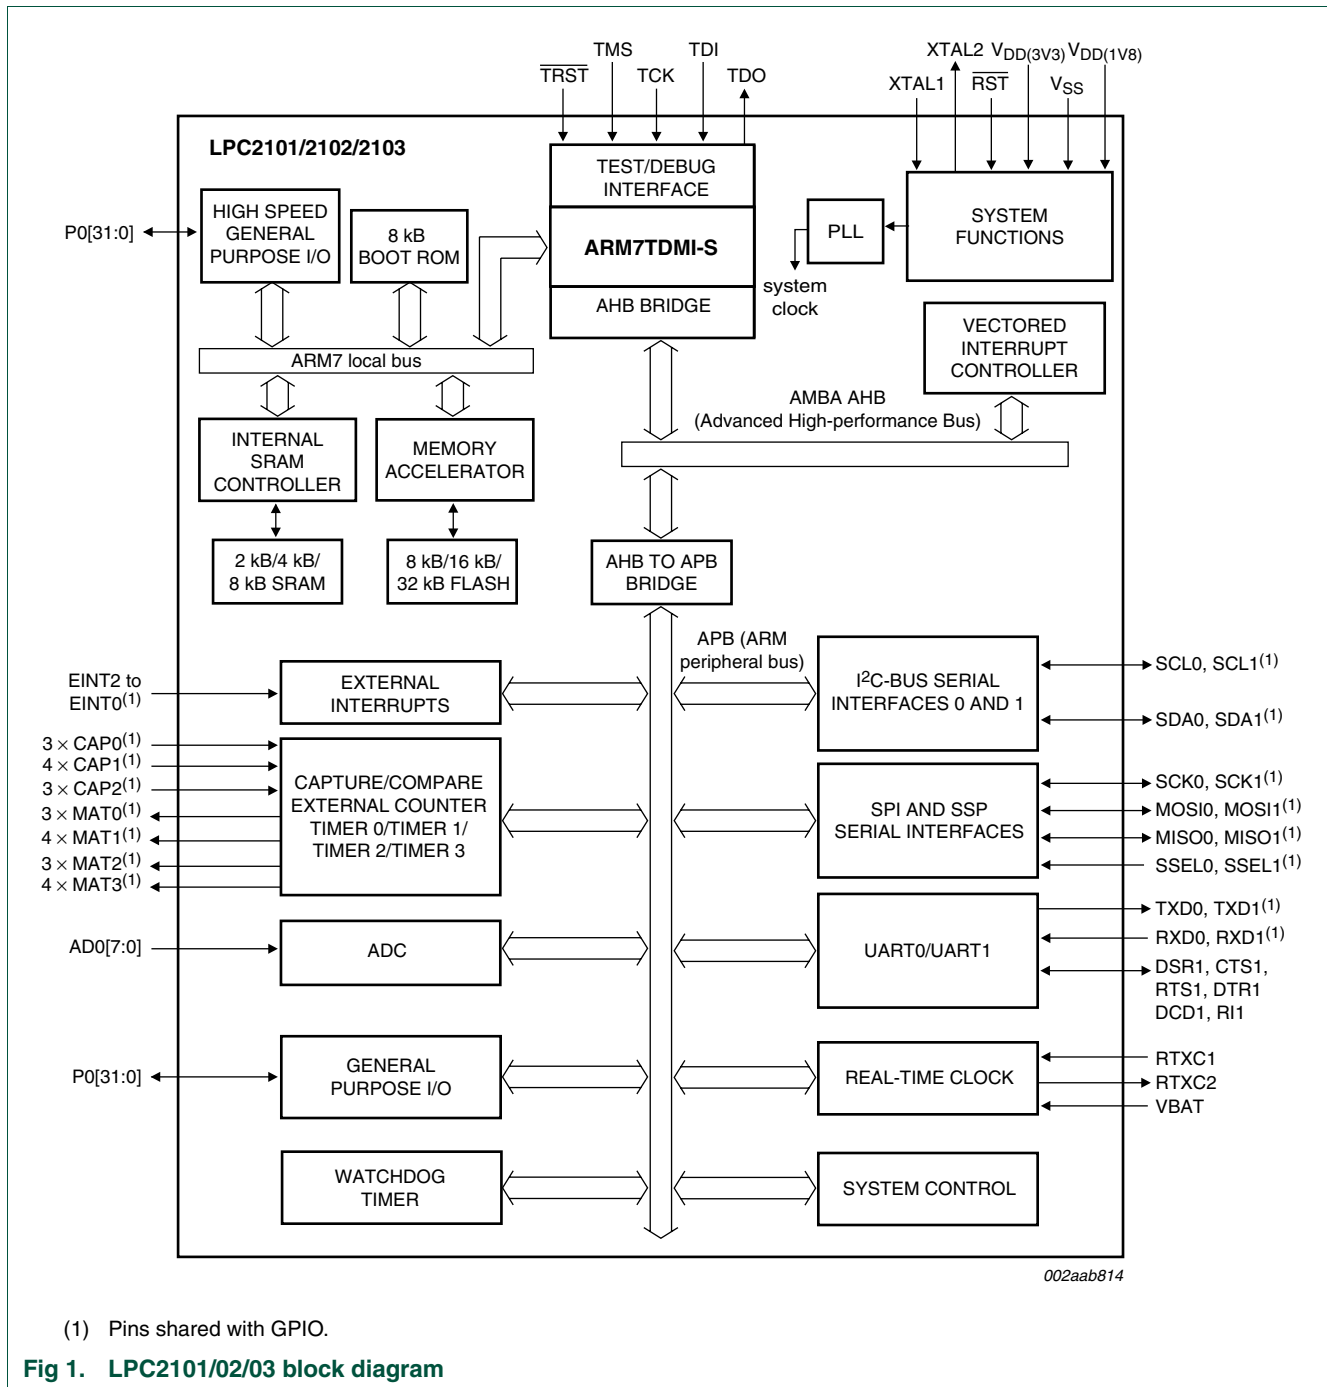 TMS
TDI
XTAL2 VDD(3V3) VDD(1V8)
TRST
TCK
TDO
XTAL1
RST
VSS
LPC2101/2102/2103
TEST/DEBUG
INTERFACE
HIGH SPEED
GENERAL
PURPOSE I/O
P0[31:0]
8 kB
BOOT ROM
ARM7TDMI-S
PLL
SYSTEM
FUNCTIONS
system
clock
AHB BRIDGE
VECTORED
INTERRUPT
CONTROLLER
ARM7 local bus
AMBA AHB
(Advanced High-performance Bus)
INTERNAL
SRAM
CONTROLLER
MEMORY
ACCELERATOR
2 kB/4 kB/
8 kB SRAM
8 kB/16 kB/
32 kB FLASH
AHB TO APB
BRIDGE
APB (ARM
peripheral bus)
EINT2 to
EINT0(1)
EXTERNAL
INTERRUPTS
I2C-BUS SERIAL
INTERFACES 0 AND 1
SCL0, SCL1(1)
SDA0, SDA1(1)
3 × CAP0(1)
4 × CAP1(1)
3 × CAP2(1)
3 × MAT0(1)
4 × MAT1(1)
3 × MAT2(1)
4 × MAT3(1)
CAPTURE/COMPARE
EXTERNAL COUNTER
TIMER 0/TIMER 1/
TIMER 2/TIMER 3
SPI AND SSP
SERIAL INTERFACES
SCK0, SCK1(1)
MOSI0, MOSI1(1)
MISO0, MISO1(1)
SSEL0, SSEL1(1)
AD0[7:0]
ADC
UART0/UART1
TXD0, TXD1(1)
RXD0, RXD1(1)
DSR1, CTS1,
RTS1, DTR1
DCD1, RI1
P0[31:0]
GENERAL
PURPOSE I/O
REAL-TIME CLOCK
RTXC1
RTXC2
VBAT
WATCHDOG
TIMER
SYSTEM CONTROL
002aab814
(1) Pins shared with GPIO.
Fig 1. LPC2101/02/03 block diagram